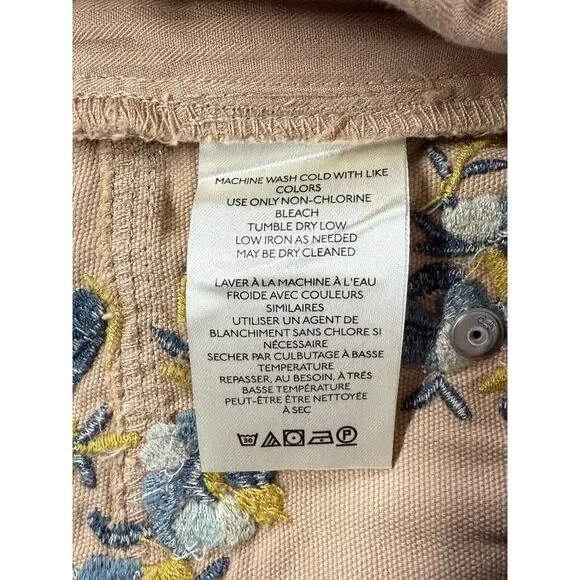 MACHINE WASH COLD WITH LIKE
COLORS
USE ONLY NON-CHLORINE
BLEACH
TUMBLE DRY LOW
LOW IRON AS NEEDED
MAY BE DRY CLEANED
LAVER À LA MACHINE À L'EAU
FROIDE AVEC COULEURS
SIMILAIRES
UTILISER UN AGENT DE
BLANCHIMENT SANS CHLORE SI
NÉCESSAIRE
SECHER PAR CULBUTAGE À BASSE
TEMPERATURE
REPASSER, AU BESOIN, À TRÈS
BASSE TEMPÉRATURE
PEUT-ÊTRE ÊTRE NETTOYÉE
À SEC
30 P